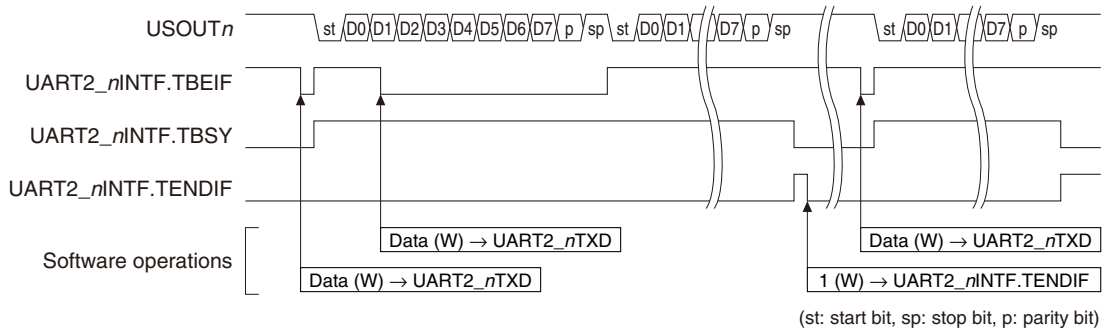 USOUTn st D0 D1 D2 D3 D4 D5 D6 D7 p sp st D0 D1 D7 p sp st D0 D1 D7 p sp
UART2_nINTF.TBEIF
UART2_nINTF.TBSY
UART2_nINTF.TENDIF
Data (W) → UART2_nTXD Data (W) → UART2_nTXD
Software operations
Data (W) → UART2_nTXD 1 (W) → UART2_nINTF.TENDIF
(st: start bit, sp: stop bit, p: parity bit)